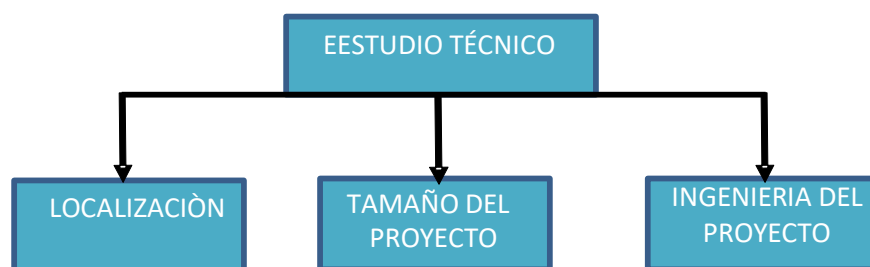 EESTUDIO TÉCNICO
LOCALIZACIÒN
TAMAÑO DEL
PROYECTO
INGENIERIA DEL
PROYECTO